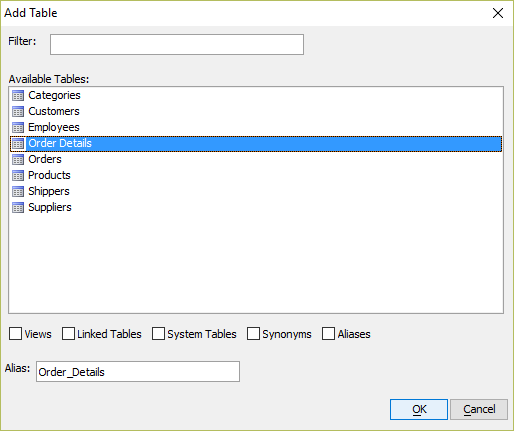 Add Table
Filter:
Available Tables:
Categories
Customers
Employees
Order Details
Orders
Products
Shippers
Suppliers
Views Linked Tables System Tables Synonyms Aliases
Alias: Order_Details
OK Cancel